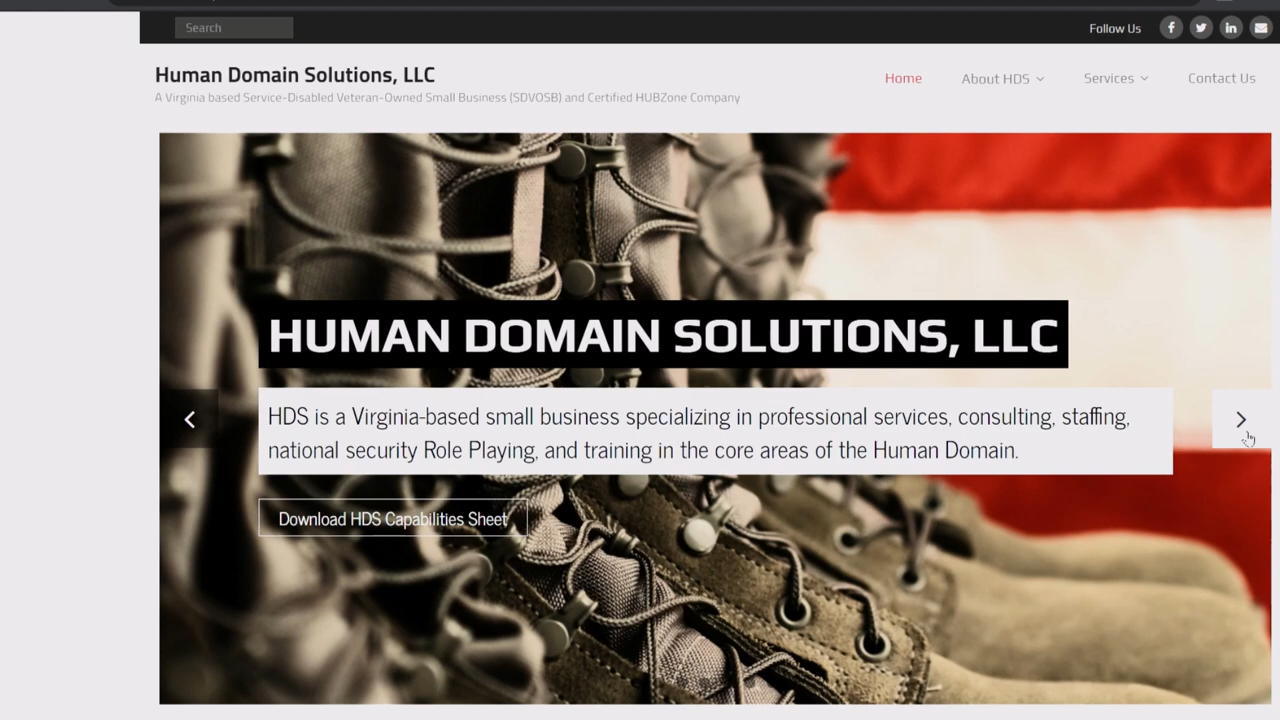 Search
Follow Us
Human Domain Solutions, LLC
A Virginia based Service-Disabled Veteran-Owned Small Business (SDVOSB) and Certified HUBZone Company
Home About HDS Services Contact Us
HUMAN DOMAIN SOLUTIONS, LLC
HDS is a Virginia-based small business specializing in professional services, consulting, staffing,
national security Role Playing, and training in the core areas of the Human Domain.
Download HDS Capabilities Sheet